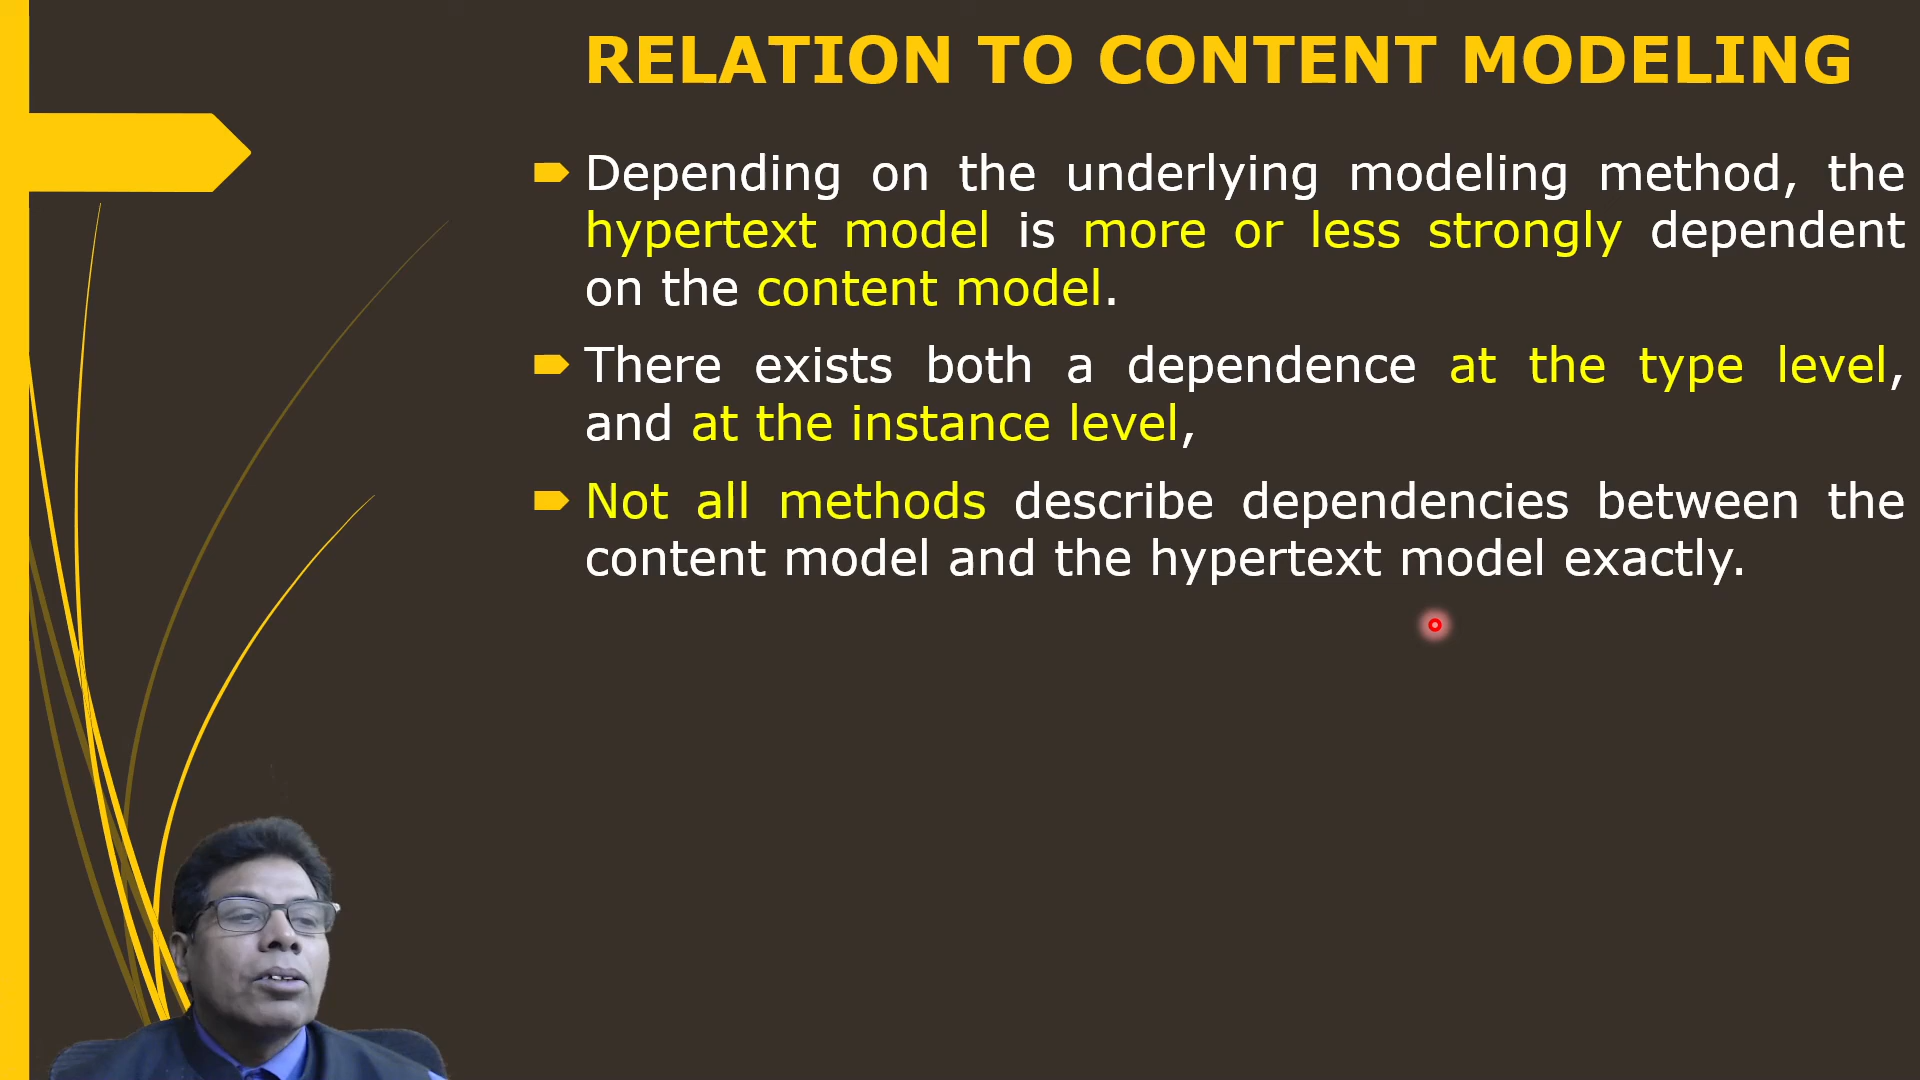 RELATION TO CONTENT MODELING
Depending on the underlying modeling method, the
hypertext model is more or less strongly dependent
on the content model.
There exists both a dependence at the type level,
and at the instance level,
Not all methods describe dependencies between the
content model and the hypertext model exactly.